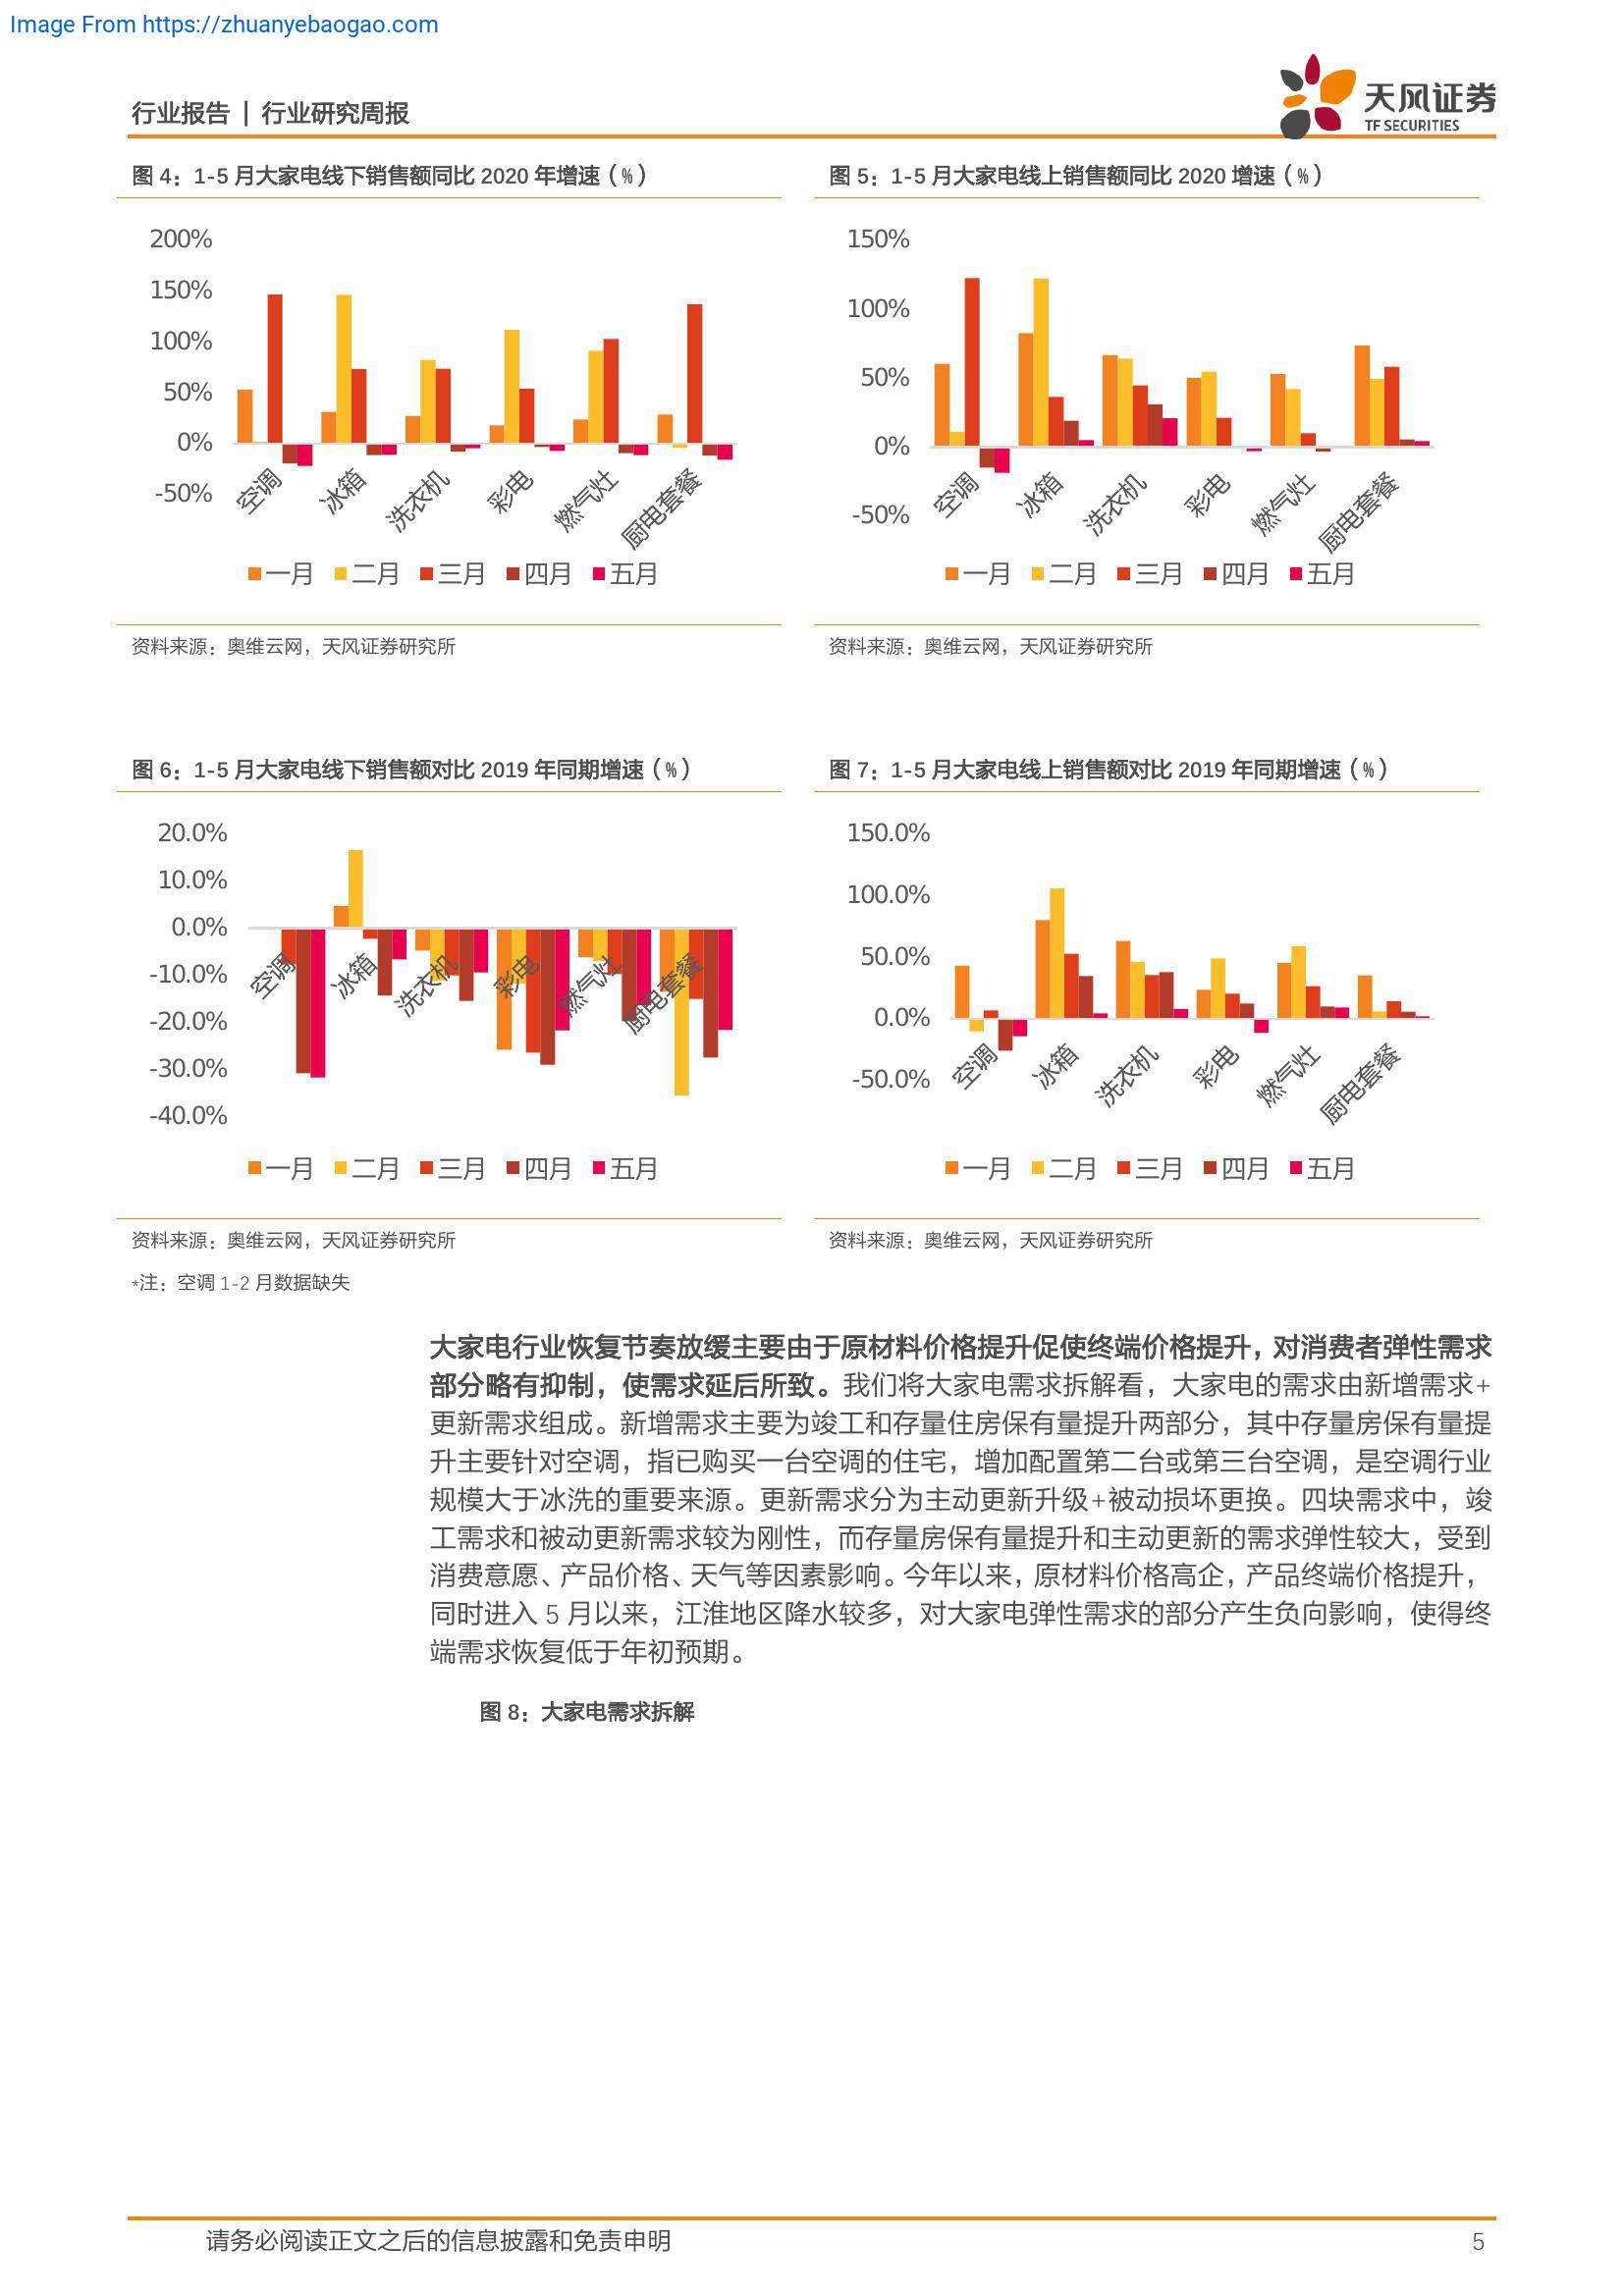 Image From https://zhuanyebaogao.com
行业报告 | 行业研究周报
天风证券
TF SECURITIES
图 4：1-5 月大家电线下销售额同比 2020 年增速（%）
200%
150%
100%
50%
0%
-50%
空调
冰箱
洗衣机
彩电
燃气灶
厨电套餐
一月 二月 三月 四月 五月
资料来源：奥维云网，天风证券研究所
图 5：1-5 月大家电线上销售额同比 2020 增速（%）
150%
100%
50%
0%
-50%
空调
冰箱
洗衣机
彩电
燃气灶
厨电套餐
一月 二月 三月 四月 五月
资料来源：奥维云网，天风证券研究所
图 6：1-5 月大家电线下销售额对比 2019 年同期增速（%）
20.0%
10.0%
0.0%
-10.0%
-20.0%
-30.0%
-40.0%
空调
冰箱
洗衣机
彩电
燃气灶
厨电套餐
一月 二月 三月 四月 五月
资料来源：奥维云网，天风证券研究所
*注：空调 1-2 月数据缺失
图 7：1-5 月大家电线上销售额对比 2019 年同期增速（%）
150.0%
100.0%
50.0%
0.0%
-50.0%
空调
冰箱
洗衣机
彩电
燃气灶
厨电套餐
一月 二月 三月 四月 五月
资料来源：奥维云网，天风证券研究所
大家电行业恢复节奏放缓主要由于原材料价格提升促使终端价格提升，对消费者弹性需求
部分略有抑制，使需求延后所致。我们将大家电需求拆解看，大家电的需求由新增需求+
更新需求组成。新增需求主要为竣工和存量住房保有量提升两部分，其中存量房保有量提
升主要针对空调，指已购买一台空调的住宅，增加配置第二台或第三台空调，是空调行业
规模大于冰洗的重要来源。更新需求分为主动更新升级+被动损坏更换。四块需求中，竣
工需求和被动更新需求较为刚性，而存量房保有量提升和主动更新的需求弹性较大，受到
消费意愿、产品价格、天气等因素影响。今年以来，原材料价格高企，产品终端价格提升，
同时进入 5 月以来，江淮地区降水较多，对大家电弹性需求的部分产生负向影响，使得终
端需求恢复低于年初预期。
图 8：大家电需求拆解
请务必阅读正文之后的信息披露和免责申明
5